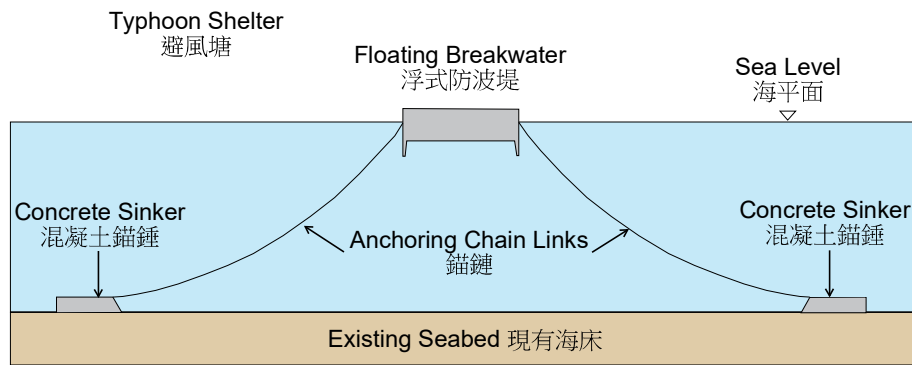 Typhoon Shelter
避風塘
Floating Breakwater
浮式防波堤
Sea Level
海平面
Concrete Sinker
混凝土錨錘
Anchoring Chain Links
錨鏈
Concrete Sinker
混凝土錨錘
Existing Seabed 現有海床